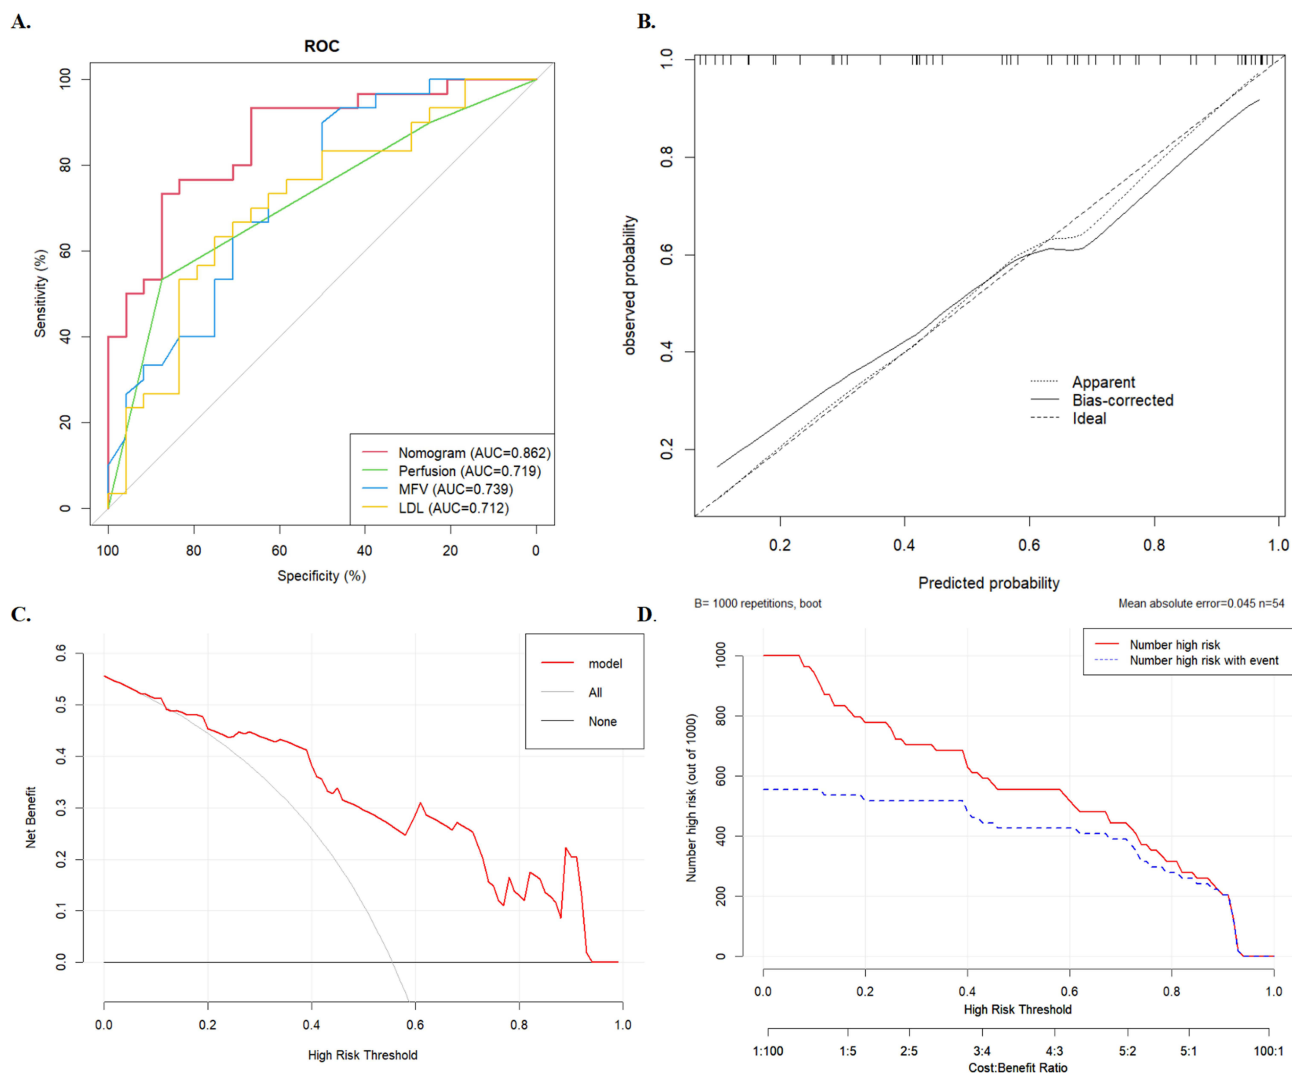 A.
ROC
Sensitivity (%)
100
80
60
40
20
0
Nomogram (AUC=0.862)
Perfusion (AUC=0.719)
MFV (AUC=0.739)
LDL (AUC=0.712)
100 80 60 40 20 0
Specificity (%)
B.
observed probability
1.0
0.8
0.6
0.4
0.2
Apparent
Bias-corrected
Ideal
0.2 0.4 0.6 0.8 1.0
Predicted probability
B= 1000 repetitions, boot
Mean absolute error=0.045 n=54
C.
Net Benefit
0.6
0.5
0.4
0.3
0.2
0.1
0.0
model
All
None
0.0 0.2 0.4 0.6 0.8 1.0
High Risk Threshold
D.
Number high risk (out of 1000)
1000
800
600
400
200
0
Number high risk
Number high risk with event
0.0 0.2 0.4 0.6 0.8 1.0
High Risk Threshold
1:100 1:5 2:5 3:4 4:3 5:2 5:1 100:1
Cost:Benefit Ratio